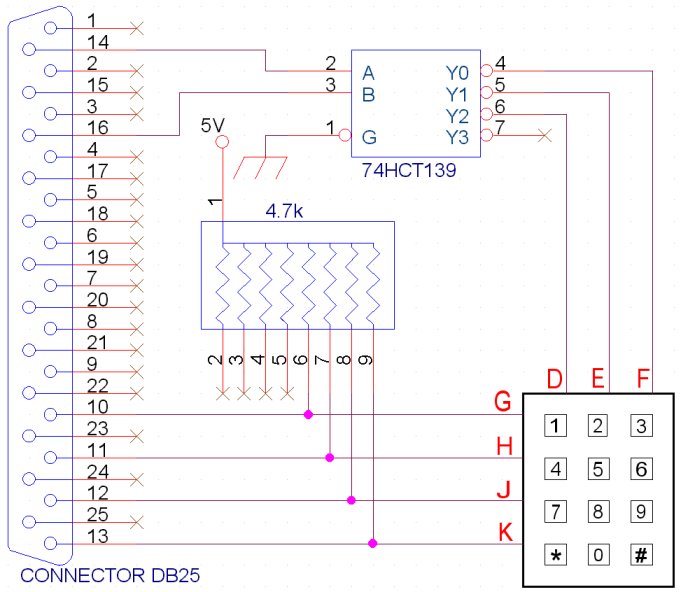 1
14
2
15
3
16
4
17
5
18
6
19
7
20
8
21
9
22
10
23
11
24
12
25
13
CONNECTOR DB25
2 A Y0 4
3 B Y1 5
Y2 6
1 G Y3 7
74HCT139
5V
1
4.7k
2 3 4 5 6 7 8 9
D E F
G
H
J
K
1 2 3
4 5 6
7 8 9
* 0 #